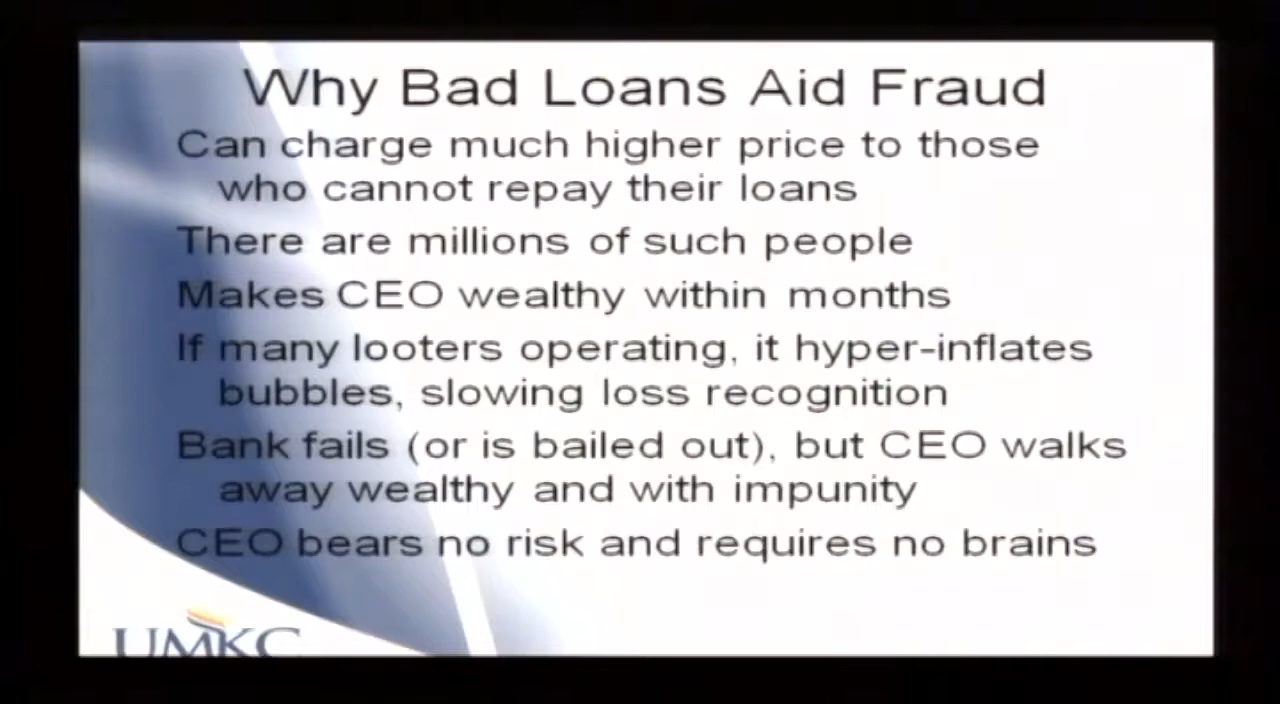 Why Bad Loans Aid Fraud
Can charge much higher price to those
who cannot repay their loans
There are millions of such people
Makes CEO wealthy within months
If many looters operating, it hyper-inflates
bubbles, slowing loss recognition
Bank fails (or is bailed out), but CEO walks
away wealthy and with impunity
CEO bears no risk and requires no brains
UMKC